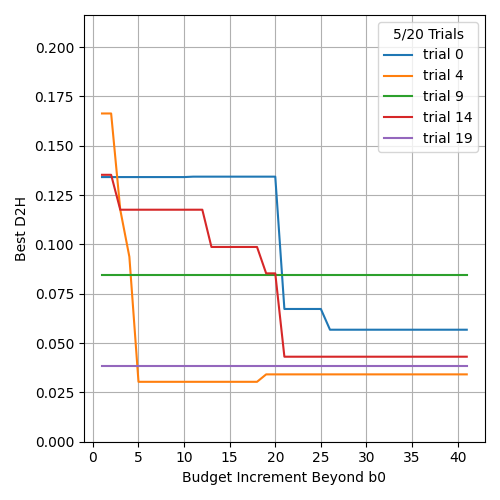 5/20 Trials
trial 0
trial 4
trial 9
trial 14
trial 19
0.200
0.175
0.150
0.125
0.100
0.075
0.050
0.025
0.000
Best D2H
0 5 10 15 20 25 30 35 40
Budget Increment Beyond b0